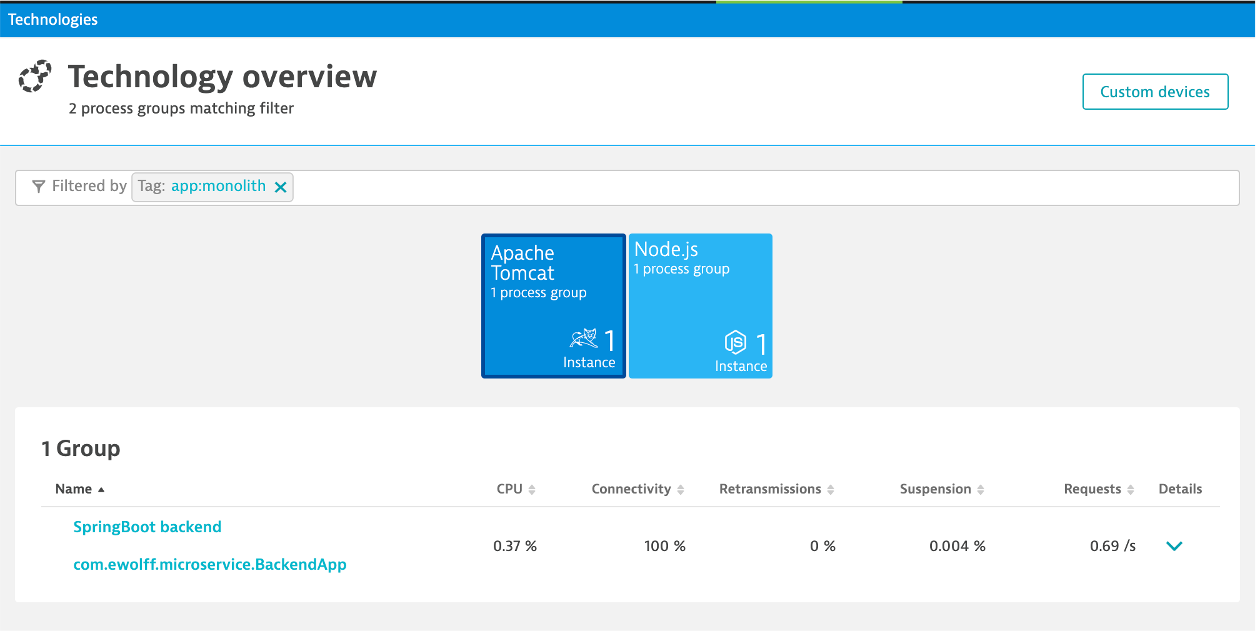 Technologies
Technology overview
2 process groups matching filter
Custom devices
Filtered by Tag: app:monolith
Apache
Tomcat
1 process group
1
Instance
Node.js
1 process group
JS 1
Instance
1 Group
Name CPU Connectivity Retransmissions Suspension Requests Details
SpringBoot backend
0.37 % 100 % 0 % 0.004 % 0.69 /s
com.ewolff.microservice.BackendApp